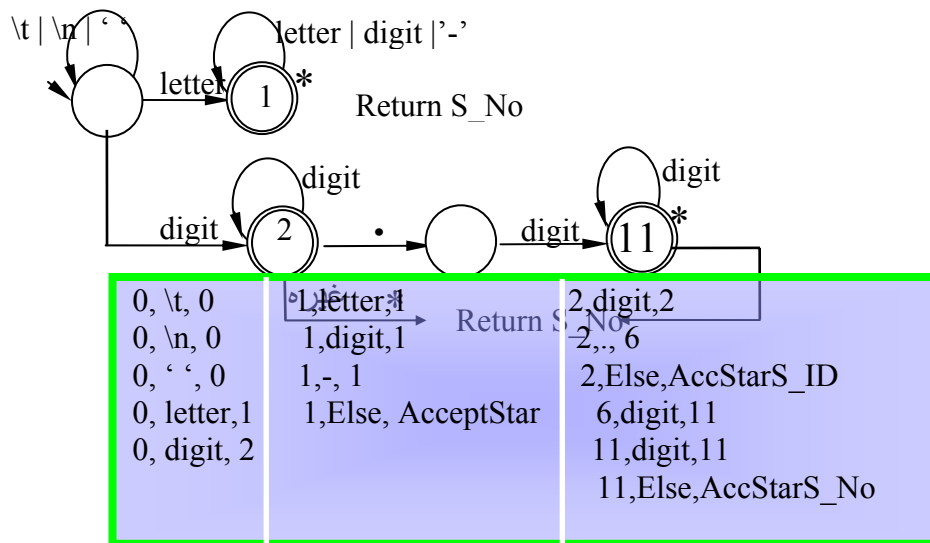 \t | \n | ‘ ‘
letter | digit |’-’
letter
1
*
Return S_No
digit
digit
digit
2
.
digit
11
*
غیره
*
Return S_No
0, \t, 0
0, \n, 0
0, ‘ ‘, 0
0, letter,1
0, digit, 2
1,letter,1
1,digit,1
1,-, 1
1,Else, AcceptStar
2,digit,2
2,., 6
2,Else,AccStarS_ID
6,digit,11
11,digit,11
11,Else,AccStarS_No